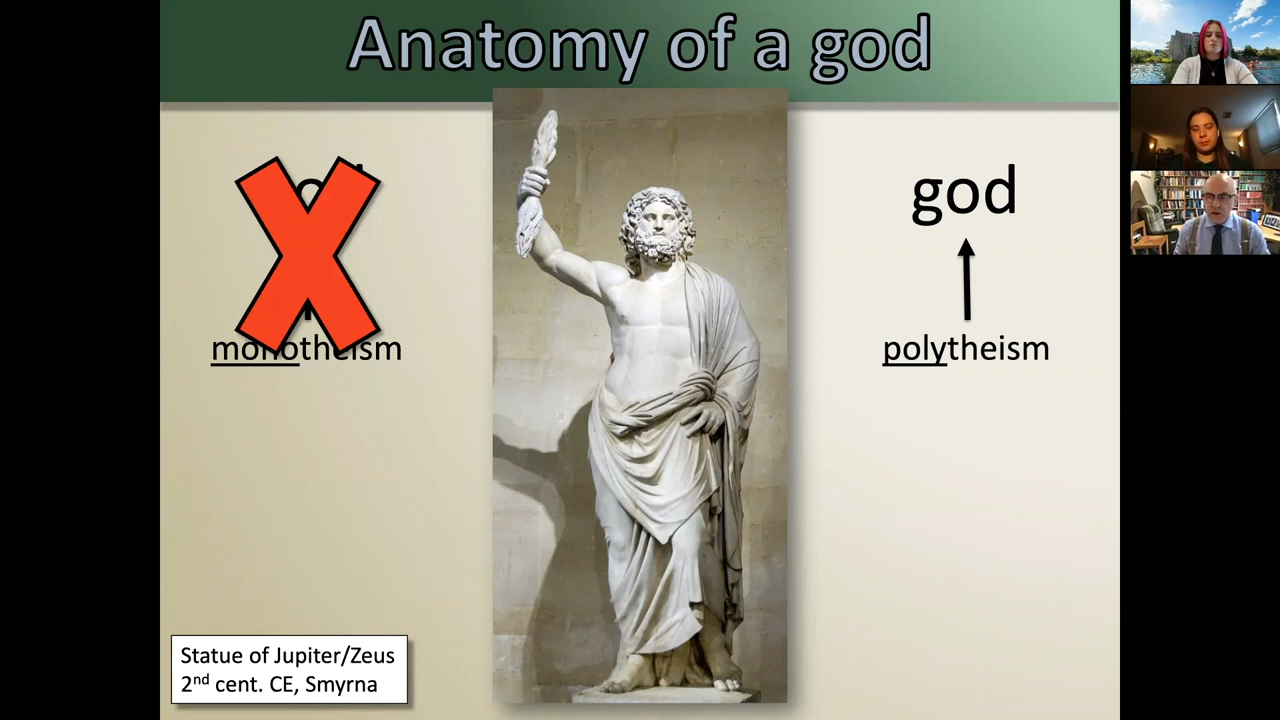 Anatomy of a god
god
monotheism
polytheism
Statue of Jupiter/Zeus
2nd cent. CE, Smyrna